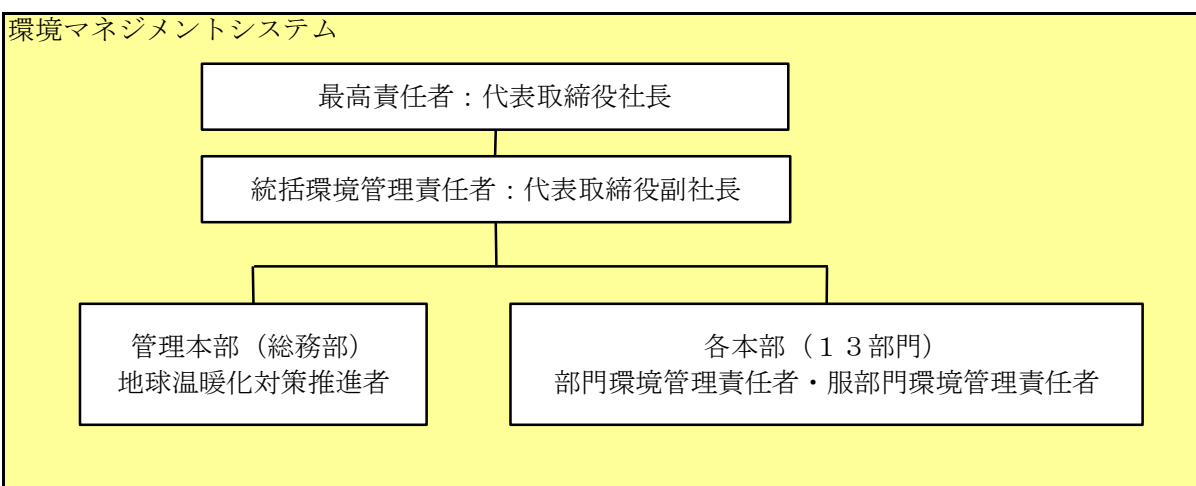 環境マネジメントシステム
最高責任者：代表取締役社長
統括環境管理責任者：代表取締役副社長
管理本部（総務部）
地球温暖化対策推進者
各本部（１３部門）
部門環境管理責任者・服部門環境管理責任者